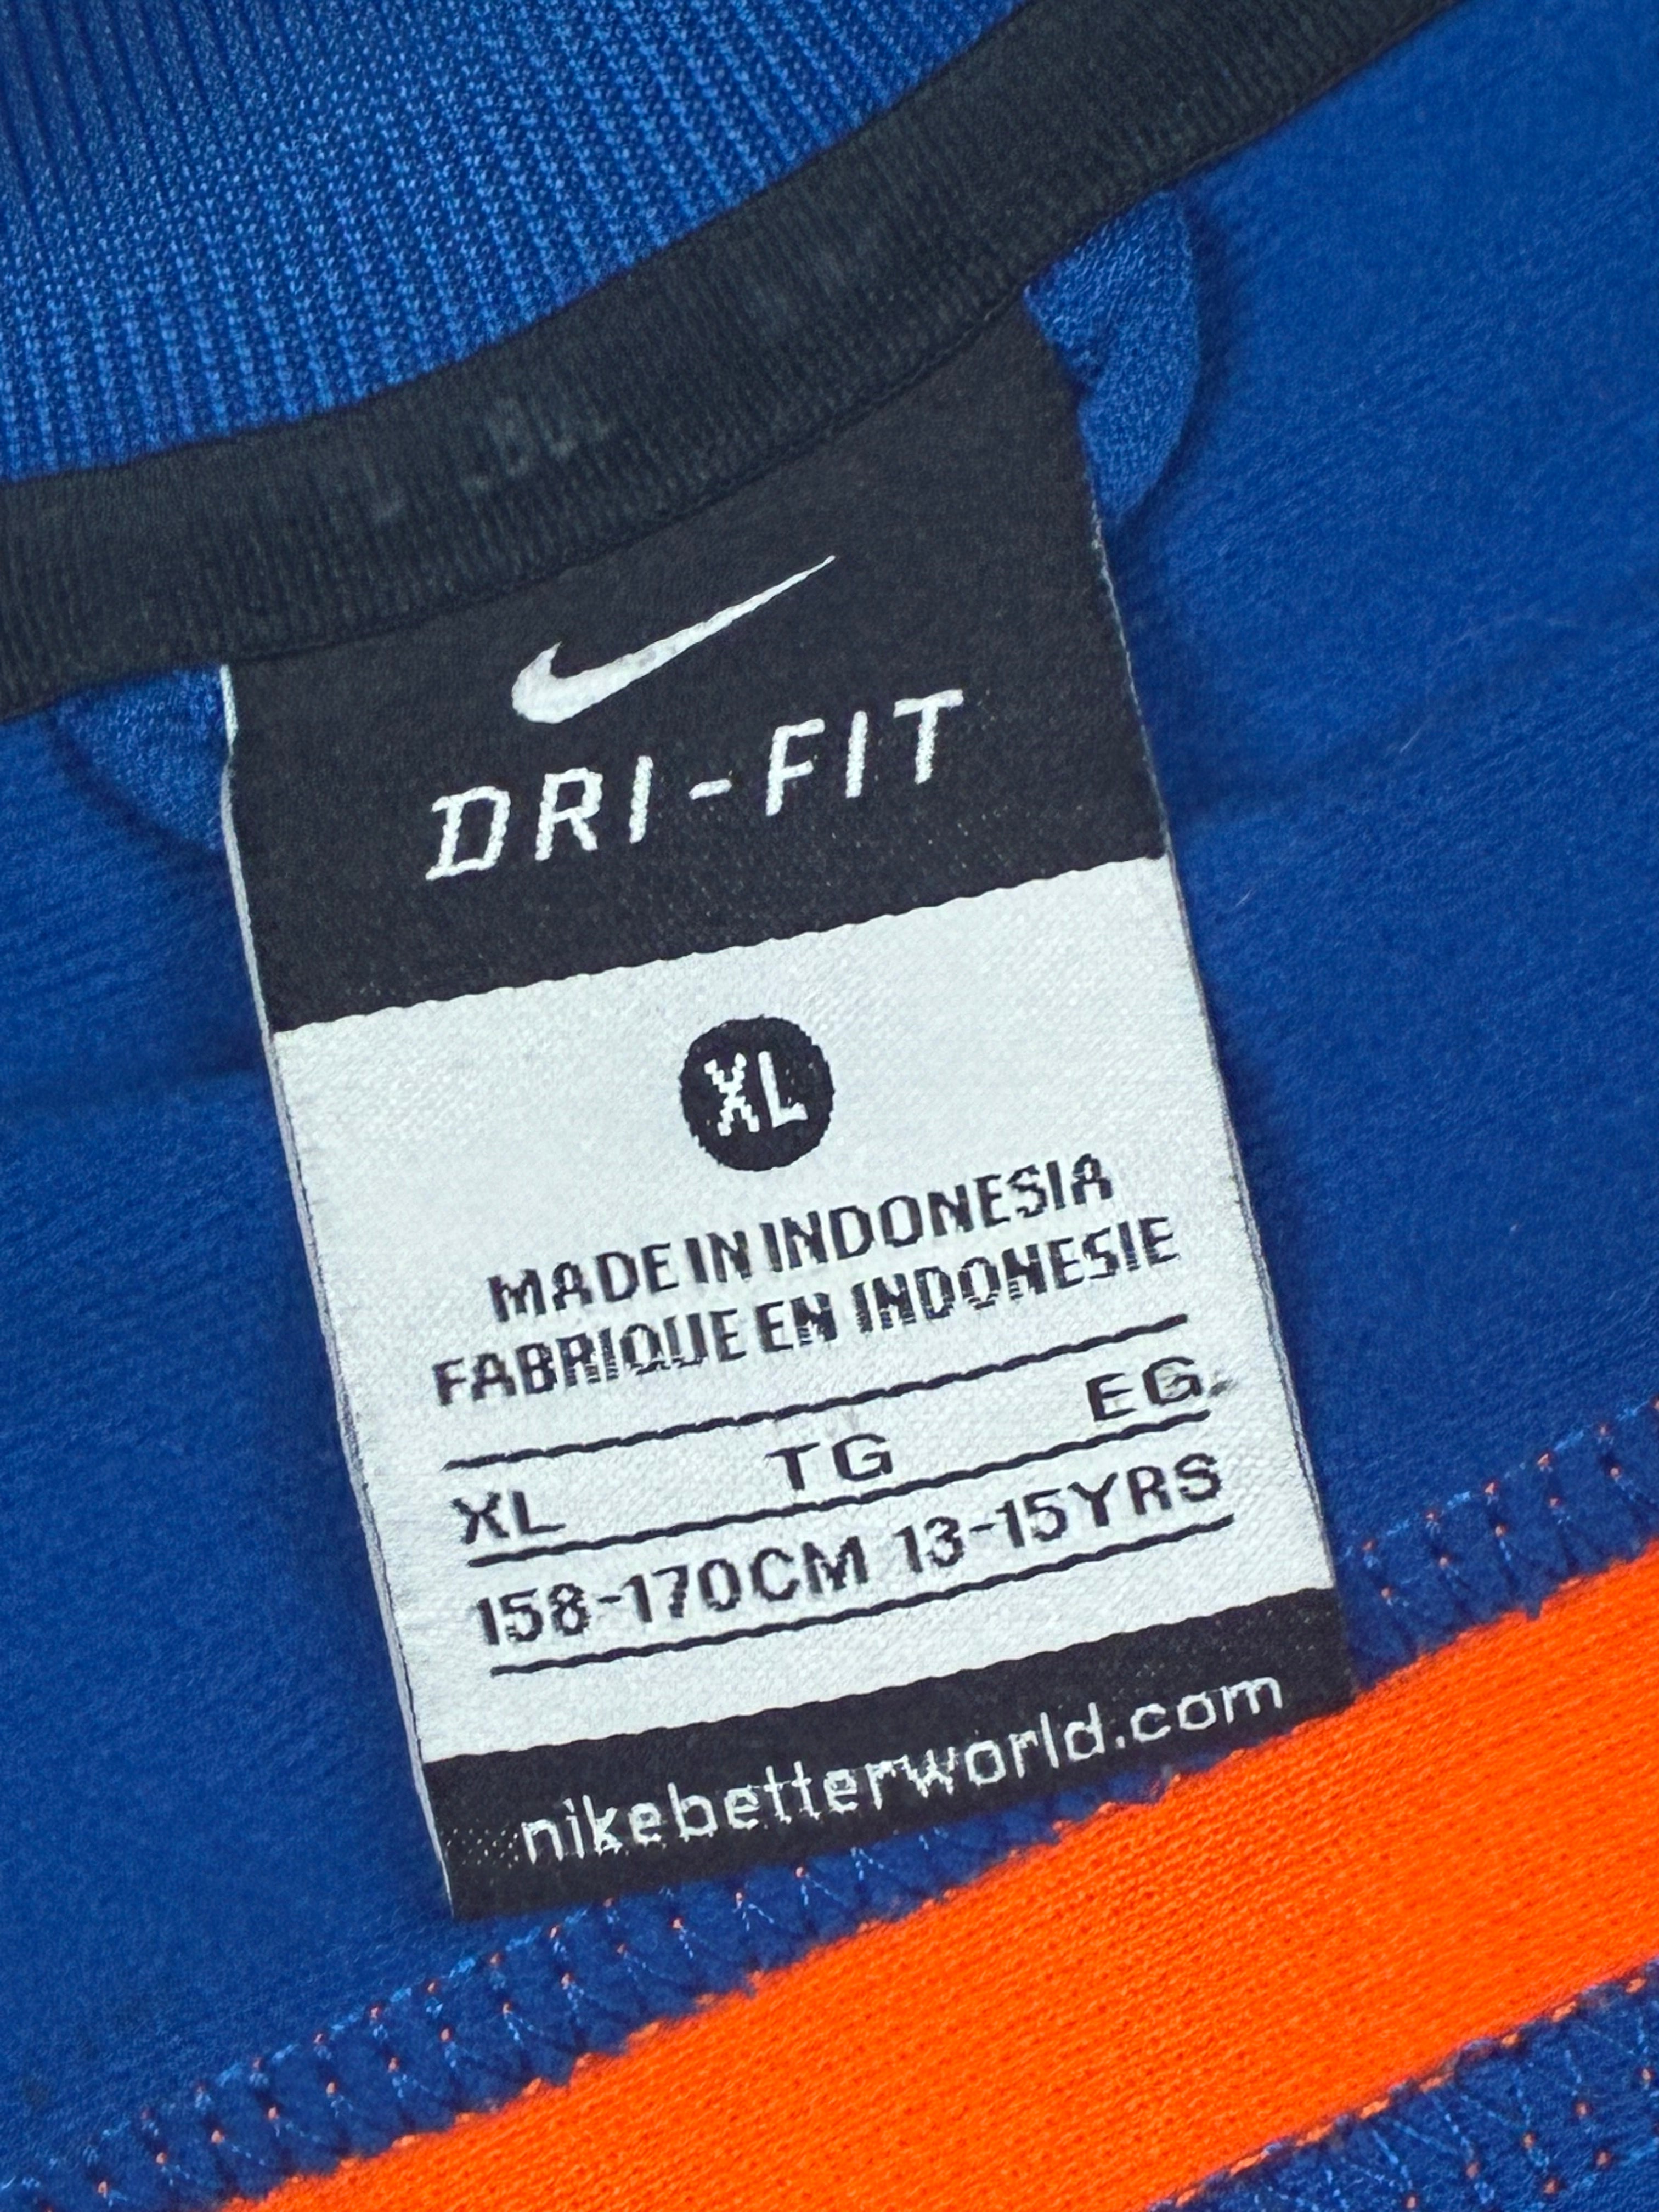 DRI-FIT
XL
MADE IN INDONESIA
FABRIQUE EN INDONESIE
XL TG EG
158-170CM 13-15YRS
nikebetterworld.com